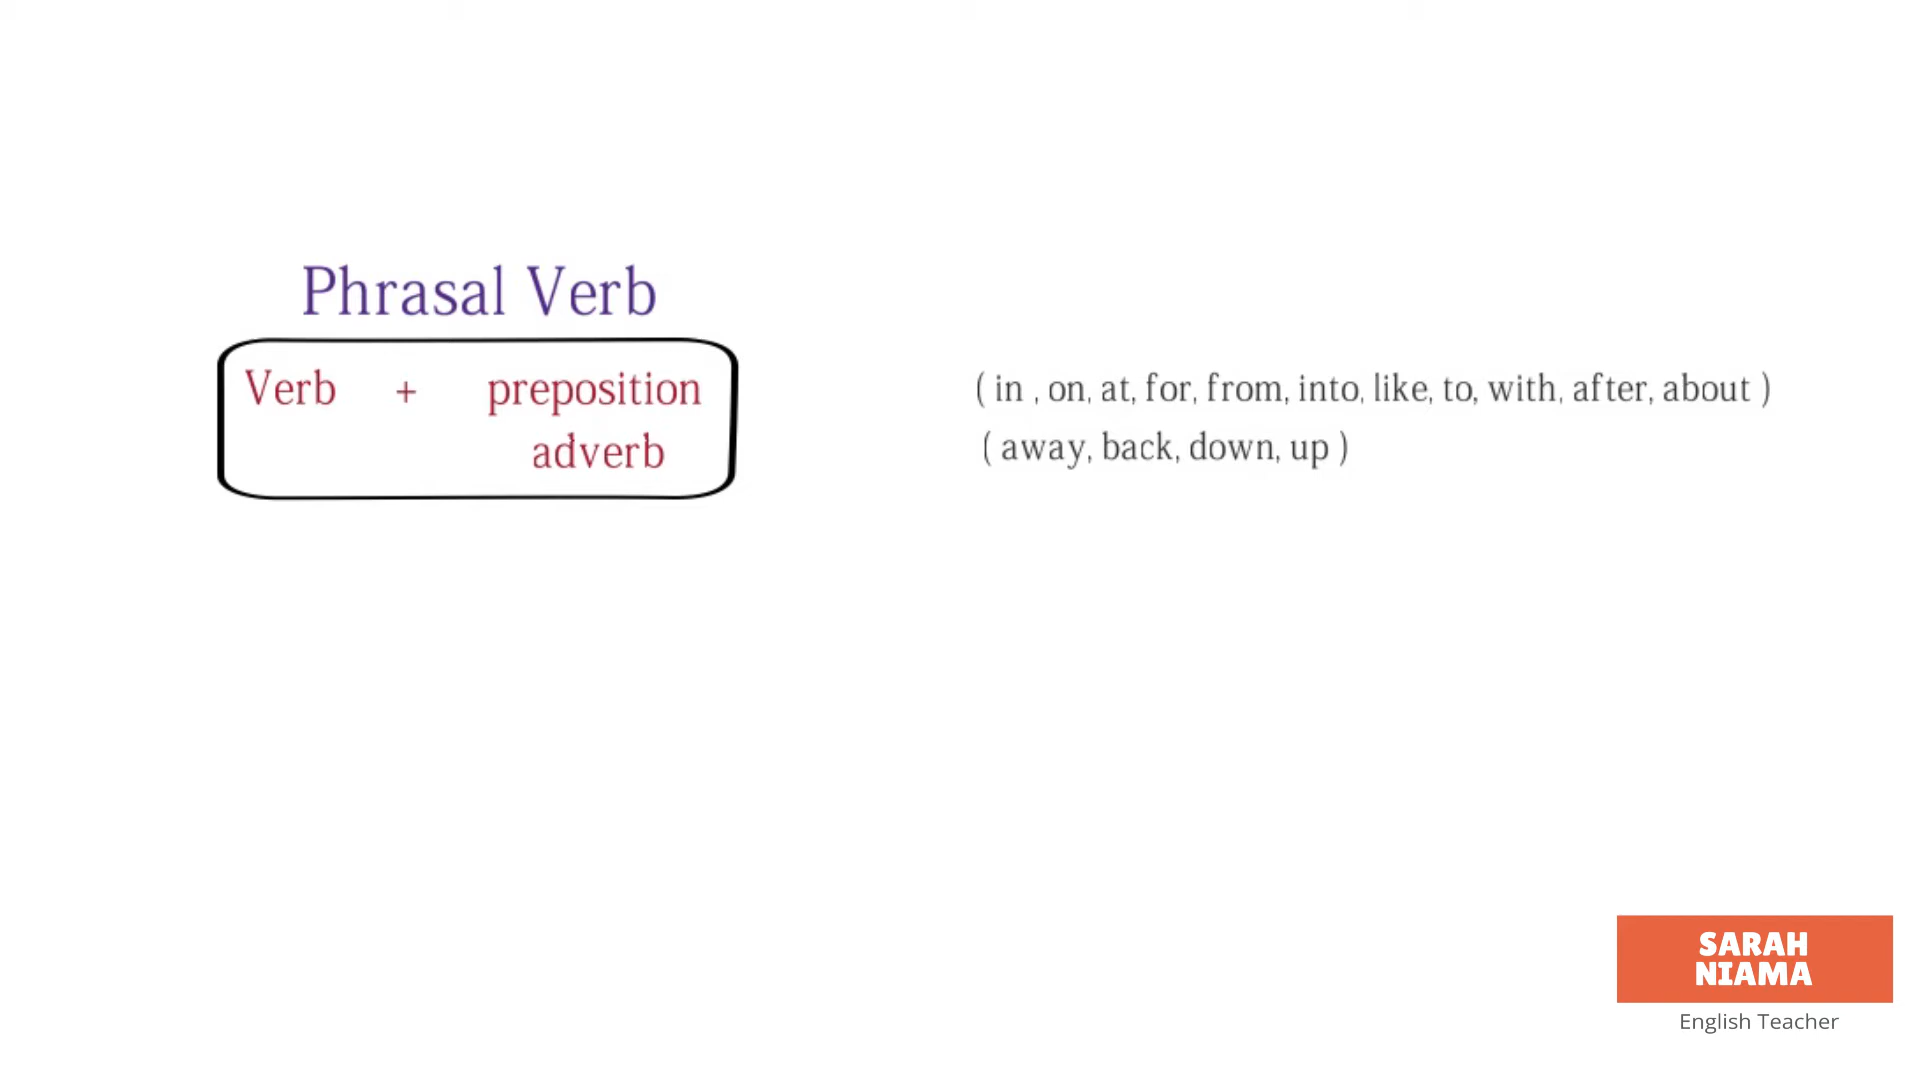 Phrasal Verb
Verb + preposition
adverb
( in , on, at, for, from, into, like, to, with, after, about )
( away, back, down, up )
SARAH
NIAMA
English Teacher